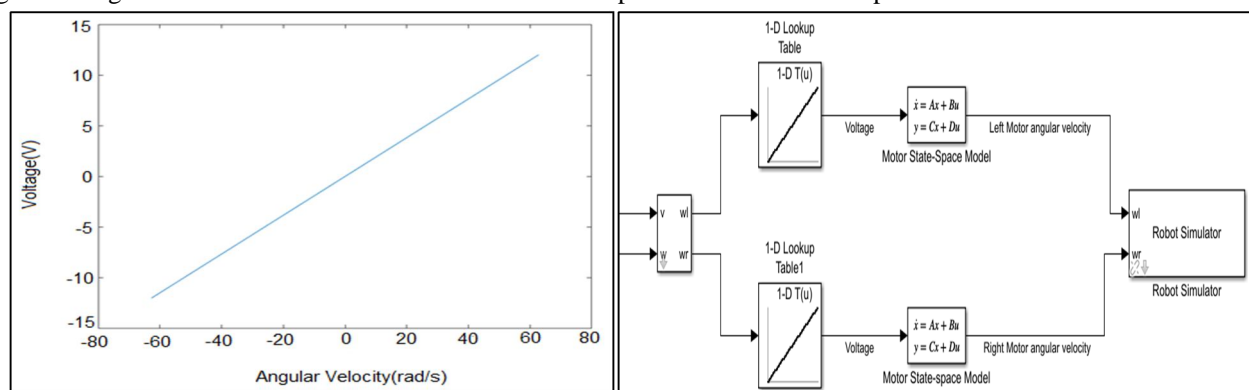 15
10
5
0
-5
-10
-15
-80
-60
-40
-20
0
20
40
60
80
Voltage(V)
Angular Velocity(rad/s)
1-D Lookup
Table
1-D T(u)
Voltage
ẋ = Ax + Bu
y = Cx + Du
Motor State-Space Model
Left Motor angular velocity
v
wl
w
wr
1-D Lookup
Table1
1-D T(u)
Voltage
ẋ = Ax + Bu
y = Cx + Du
Motor State-space Model
Right Motor angular velocity
wl
Robot Simulator
wr
Robot Simulator